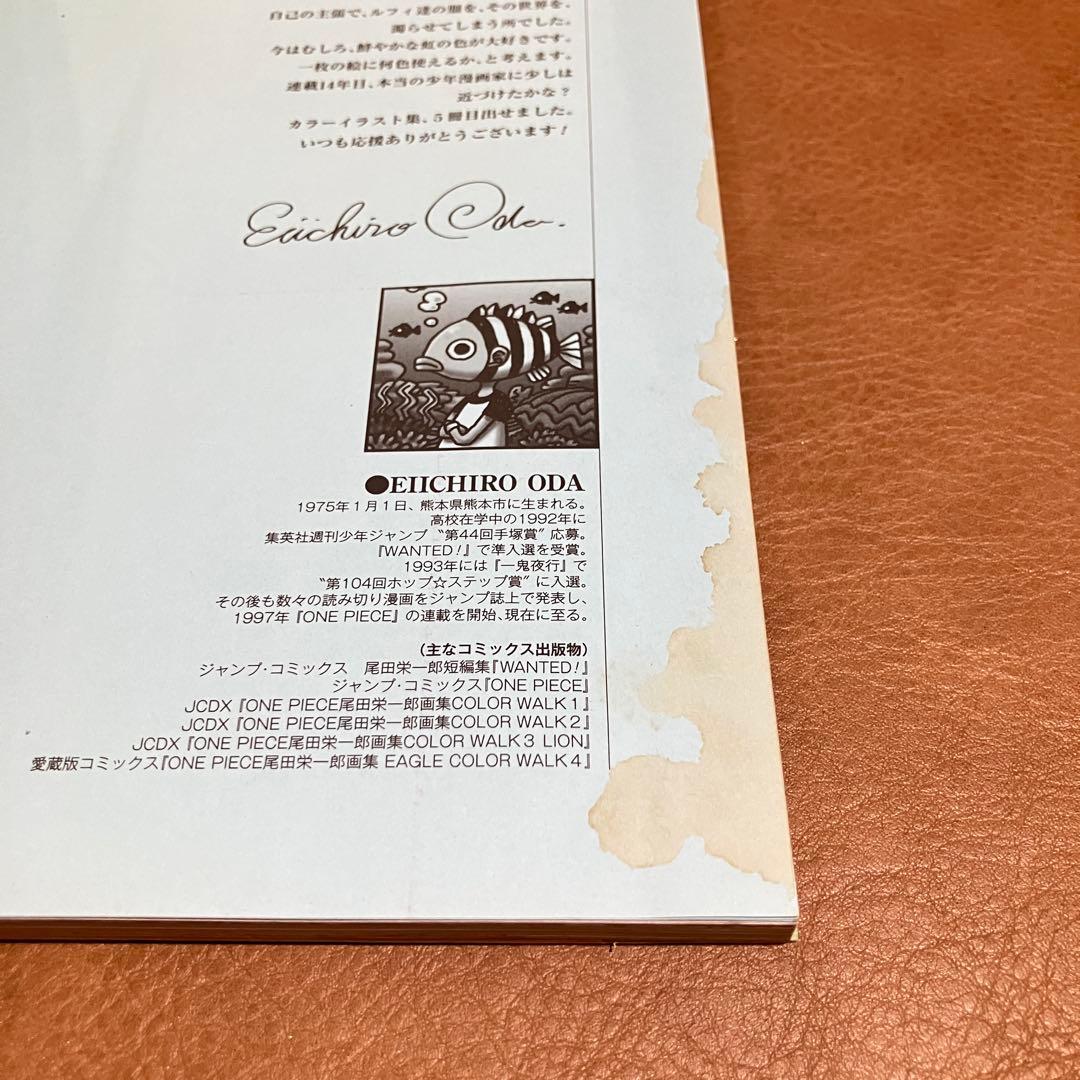 自己の主張で、ルフィ達の服を、その世界を、
濁らせてしまう所でした。
今はむしろ、鮮やかな虹の色が大好きです。
一枚の絵に何色使えるか、と考えます。
連載14年目、本当の少年漫画家に少しは
近づけたかな？
カラーイラスト集、5冊目出せました。
いつも応援ありがとうございます！
Eiichiro Oda.
●EIICHIRO ODA
1975年1月1日、熊本県熊本市に生まれる。
高校在学中の1992年に
集英社週刊少年ジャンプ“第44回手塚賞”応募。
『WANTED！』で準入選を受賞。
1993年には『一鬼夜行』で
“第104回ホップ☆ステップ賞”に入選。
その後も数々の読み切り漫画をジャンプ誌上で発表し、
1997年『ONE PIECE』の連載を開始、現在に至る。
（主なコミックス出版物）
ジャンプ・コミックス 尾田栄一郎短編集『WANTED！』
ジャンプ・コミックス『ONE PIECE』
JCDX『ONE PIECE尾田栄一郎画集COLOR WALK 1』
JCDX『ONE PIECE尾田栄一郎画集COLOR WALK 2』
JCDX『ONE PIECE尾田栄一郎画集COLOR WALK 3 LION』
愛蔵版コミックス『ONE PIECE尾田栄一郎画集 EAGLE COLOR WALK 4』